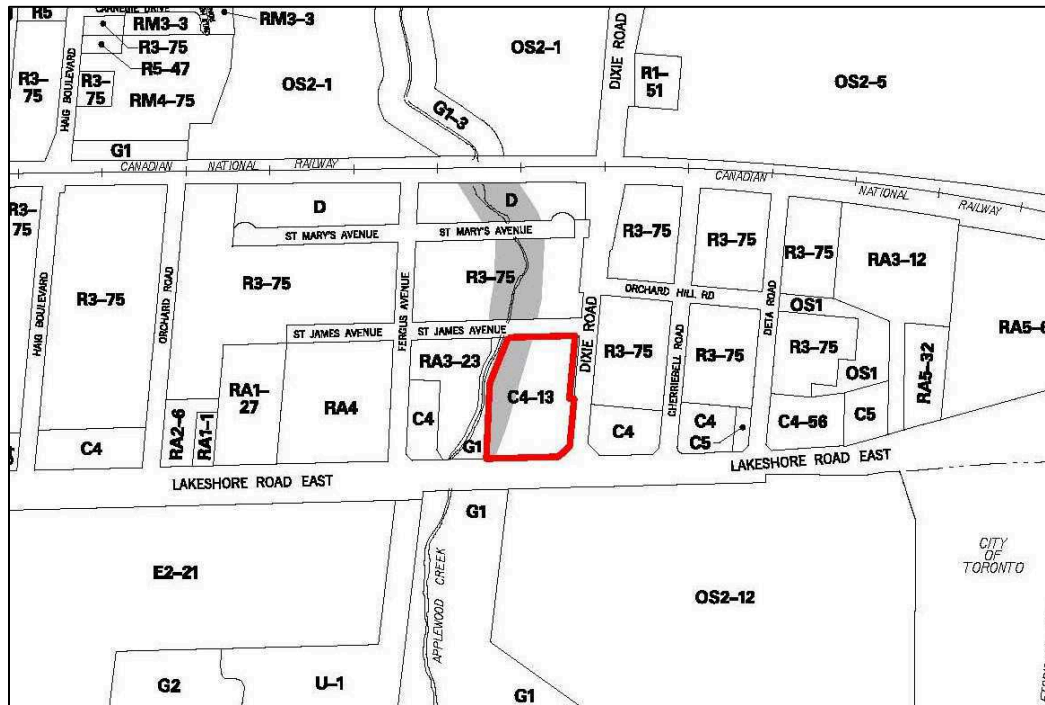 R5
CARNEGIE DRIVE
RM3–3
RM3–3
R3–75
R5–47
R3–
75
HAIG BOULEVARD
R3–
75
RM4–75
OS2–1
OS2–1
DIXIE ROAD
R1–
51
OS2–5
G1–3
G1
CANADIAN NATIONAL RAILWAY
CANADIAN NATIONAL RAILWAY
R3–
75
D
D
ST MARY'S AVENUE
ST MARY'S AVENUE
R3–75
R3–75
R3–75
RA3–12
HAIG BOULEVARD
R3–75
ORCHARD ROAD
R3–75
FERGUS AVENUE
R3–75
DIXIE ROAD
ORCHARD HILL RD
DETA ROAD
OS1
RA5–6
ST JAMES AVENUE
ST JAMES AVENUE
RA3–23
R3–75
CHERRIEBELL ROAD
R3–75
R3–75
OS1
RA5–32
RA1–
27
RA4
C4
C4–13
RA2–6
RA1–1
C4
G1
C4
C4
C5
C4–56
C5
LAKESHORE ROAD EAST
LAKESHORE ROAD EAST
G1
E2–21
APPLEWOOD CREEK
OS2–12
CITY
OF
TORONTO
G2
U–1
G1